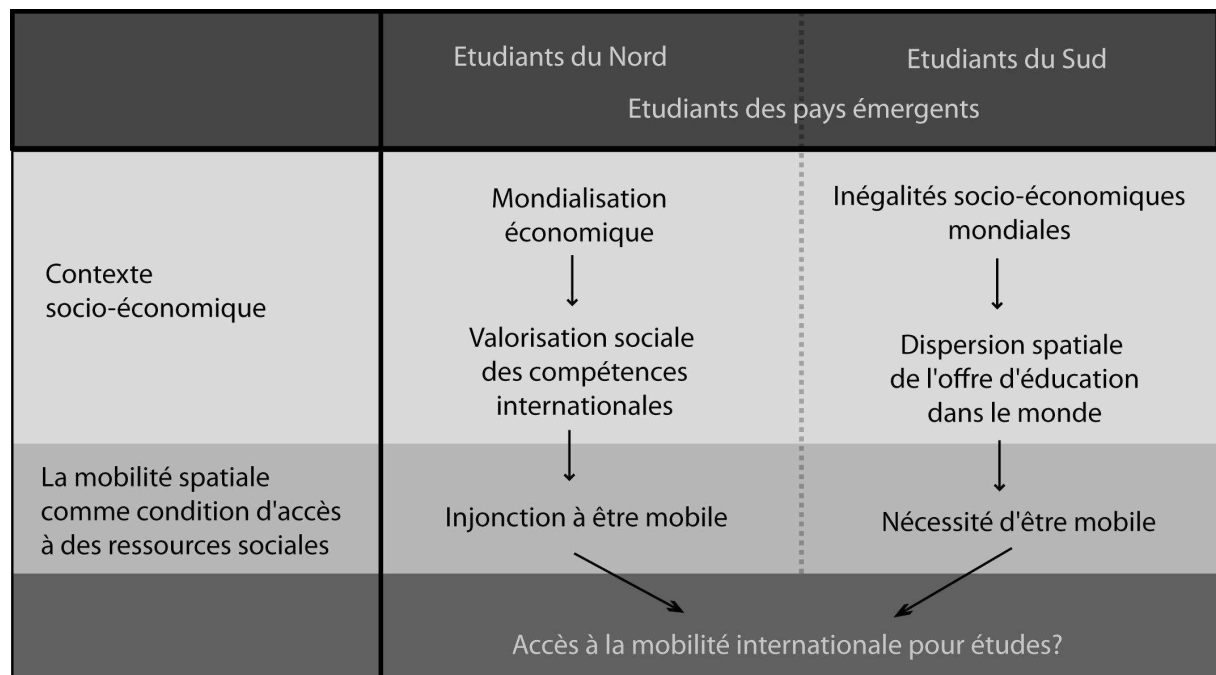 Etudiants du Nord
Etudiants du Sud
Etudiants des pays émergents
Contexte
socio-économique
Mondialisation
économique
Valorisation sociale
des compétences
internationales
Inégalités socio-économiques
mondiales
Dispersion spatiale
de l'offre d'éducation
dans le monde
La mobilité spatiale
comme condition d'accès
à des ressources sociales
Injonction à être mobile
Nécessité d'être mobile
Accès à la mobilité internationale pour études?